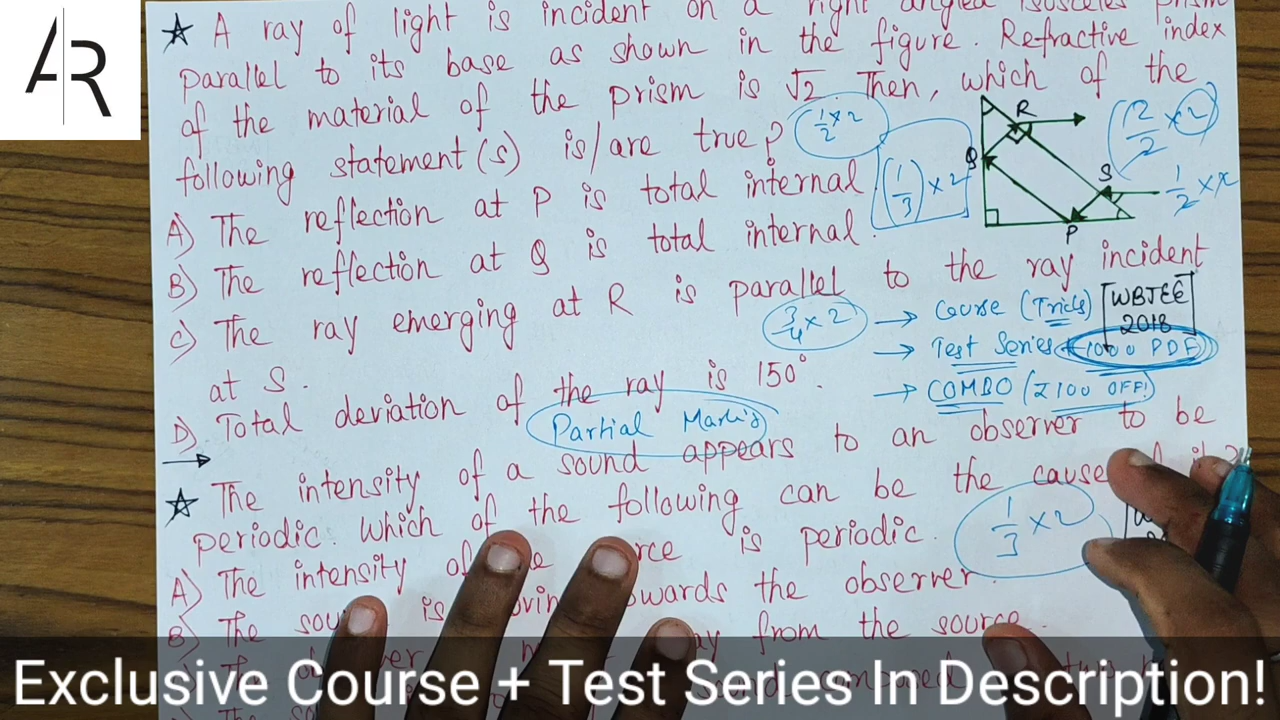 AR
★ A ray of light is incident on a right angled isosceles prism
parallel to its base as shown in the figure. Refractive index
of the material of the prism is √2 Then, which of the
following statement(s) is/are true?
A) The reflection at P is total internal
B) The reflection at Q is total internal.
C) The ray emerging at R is parallel to the ray incident
at S.
D) Total deviation of the ray is 150°.
(1/2 × 2)
(1/3) × 2
R
Q
S
P
× 2)
1/2 ×
3/4 × 2
→ Course (Tricks)
→ Test Series + 1000 PDF
→ COMBO (₹100 OFF!)
WBJEE
2018
Partial Marks
→
★ The intensity of a sound appears to an observer to be
periodic. Which of the following can be the cause
A) The intensity of is periodic.
B) The towards the observer.
from the source.
1/3 × 2
Exclusive Course + Test Series In Description!